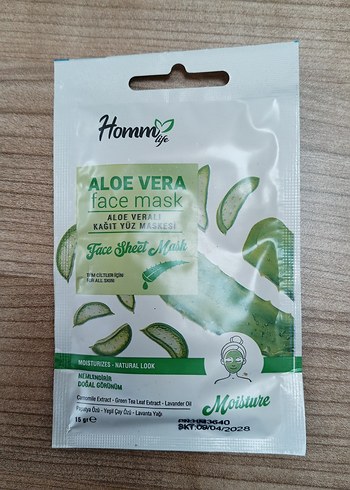 Homm
life
ALOE VERA
face mask
ALOE VERALI
KAĞIT YÜZ MASKESİ
Face Sheet Mask
TÜM CİLTLER İÇİN
FOR ALL SKIN
MOISTURIZES - NATURAL LOOK
NEMLENDİRİR
DOĞAL GÖRÜNÜM
Camomile Extract - Green Tea Leaf Extract - Lavander Oil
Papatya Özü - Yeşil Çay Özü - Lavanta Yağı
15 gr e
Moisture
SKT:09/04/2028